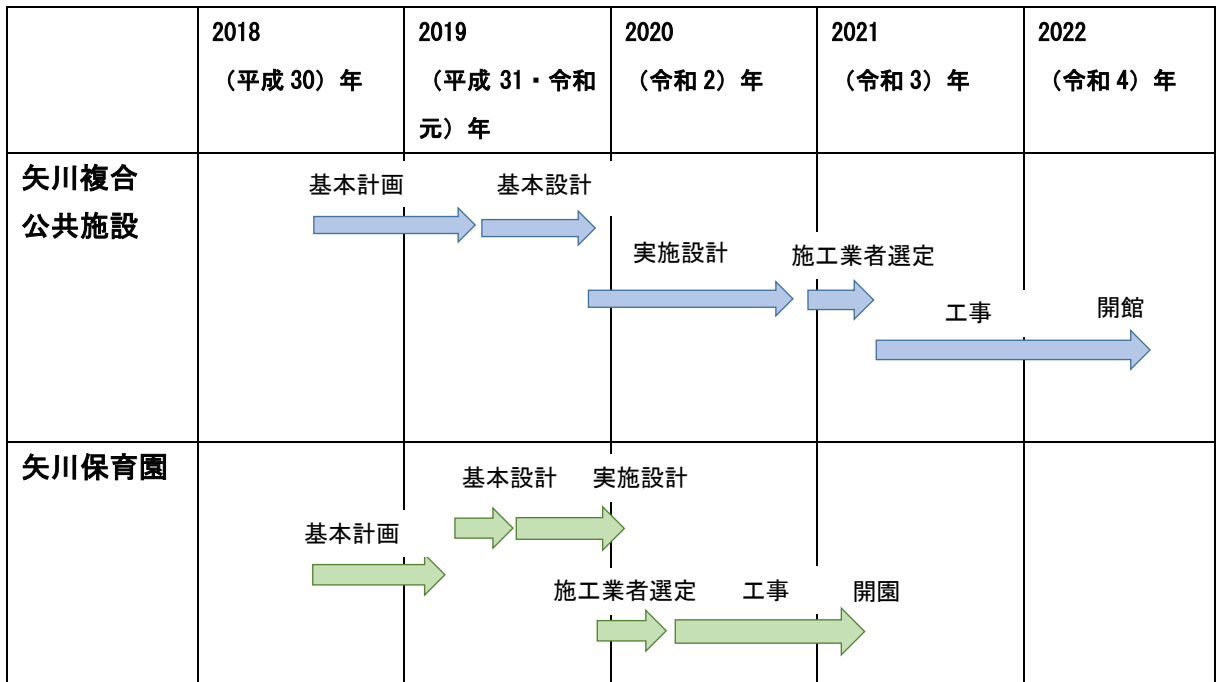 2018
（平成 30）年
2019
（平成 31・令和
元）年
2020
（令和 2）年
2021
（令和 3）年
2022
（令和 4）年
矢川複合
公共施設
基本計画
基本設計
実施設計
施工業者選定
工事
開館
矢川保育園
基本設計
実施設計
基本計画
施工業者選定
工事
開園